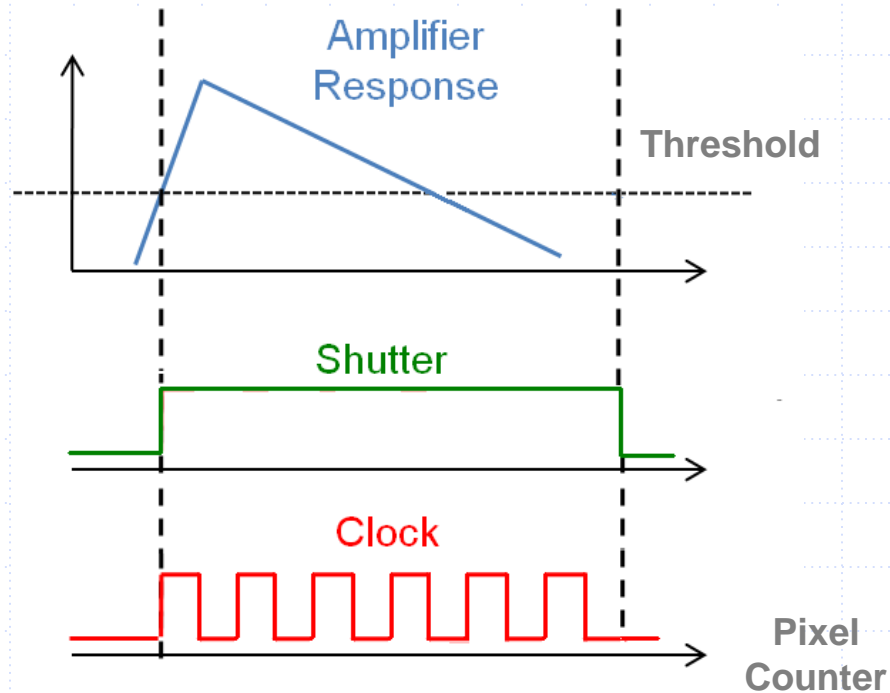 Amplifier
Response
Threshold
Shutter
Clock
Pixel
Counter